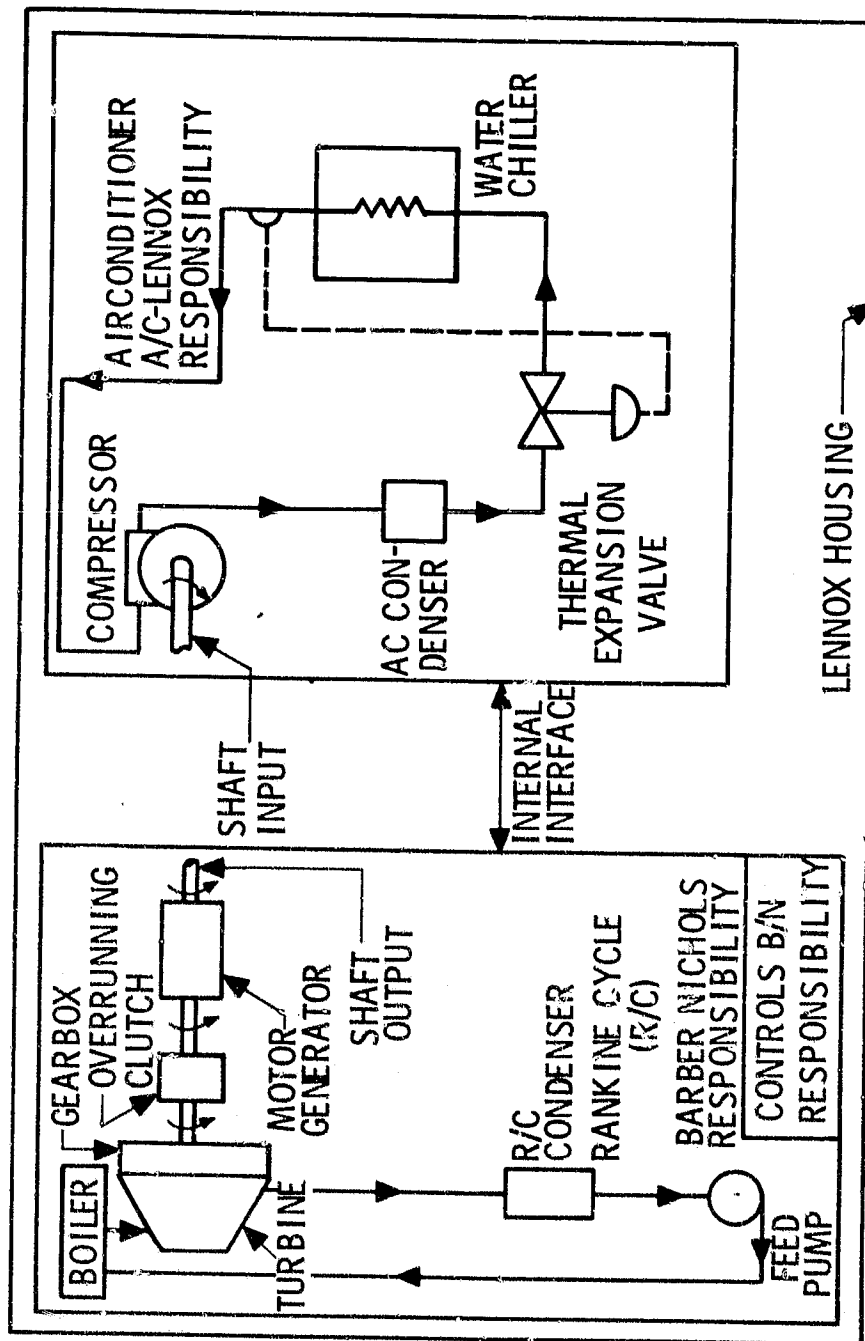 BOILER
GEARBOX
OVERRUNNING
CLUTCH
TURBINE
MOTOR
GENERATOR
SHAFT
OUTPUT
R/C
CONDENSER
RANKINE CYCLE
(R/C)
FEED
PUMP
BARBER NICHOLS
RESPONSIBILITY
CONTROLS B/N
RESPONSIBILITY
INTERNAL
INTERFACE
SHAFT
INPUT
COMPRESSOR
AIRCONDITIONER
A/C-LENNOX
RESPONSIBILITY
AC CON-
DENSER
THERMAL
EXPANSION
VALVE
WATER
CHILLER
LENNOX HOUSING